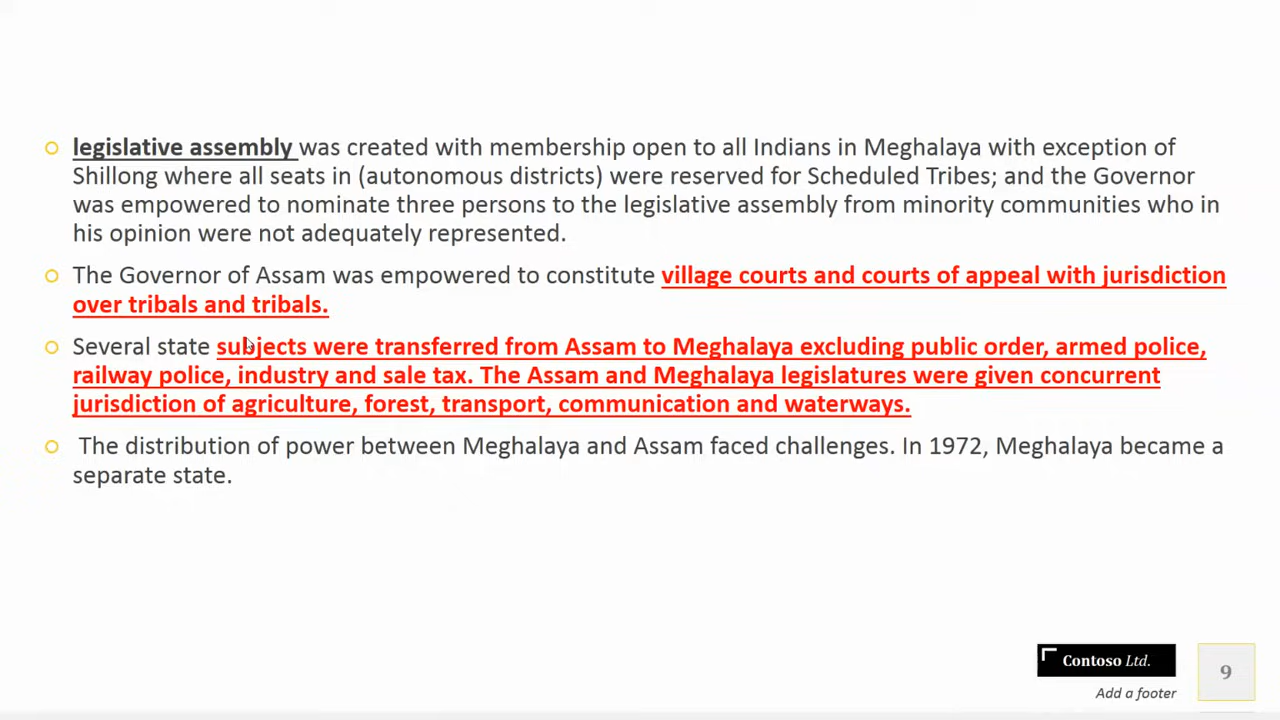 legislative assembly was created with membership open to all Indians in Meghalaya with exception of
Shillong where all seats in (autonomous districts) were reserved for Scheduled Tribes; and the Governor
was empowered to nominate three persons to the legislative assembly from minority communities who in
his opinion were not adequately represented.
The Governor of Assam was empowered to constitute village courts and courts of appeal with jurisdiction
over tribals and tribals.
Several state subjects were transferred from Assam to Meghalaya excluding public order, armed police,
railway police, industry and sale tax. The Assam and Meghalaya legislatures were given concurrent
jurisdiction of agriculture, forest, transport, communication and waterways.
The distribution of power between Meghalaya and Assam faced challenges. In 1972, Meghalaya became a
separate state.
Contoso Ltd.
Add a footer
9